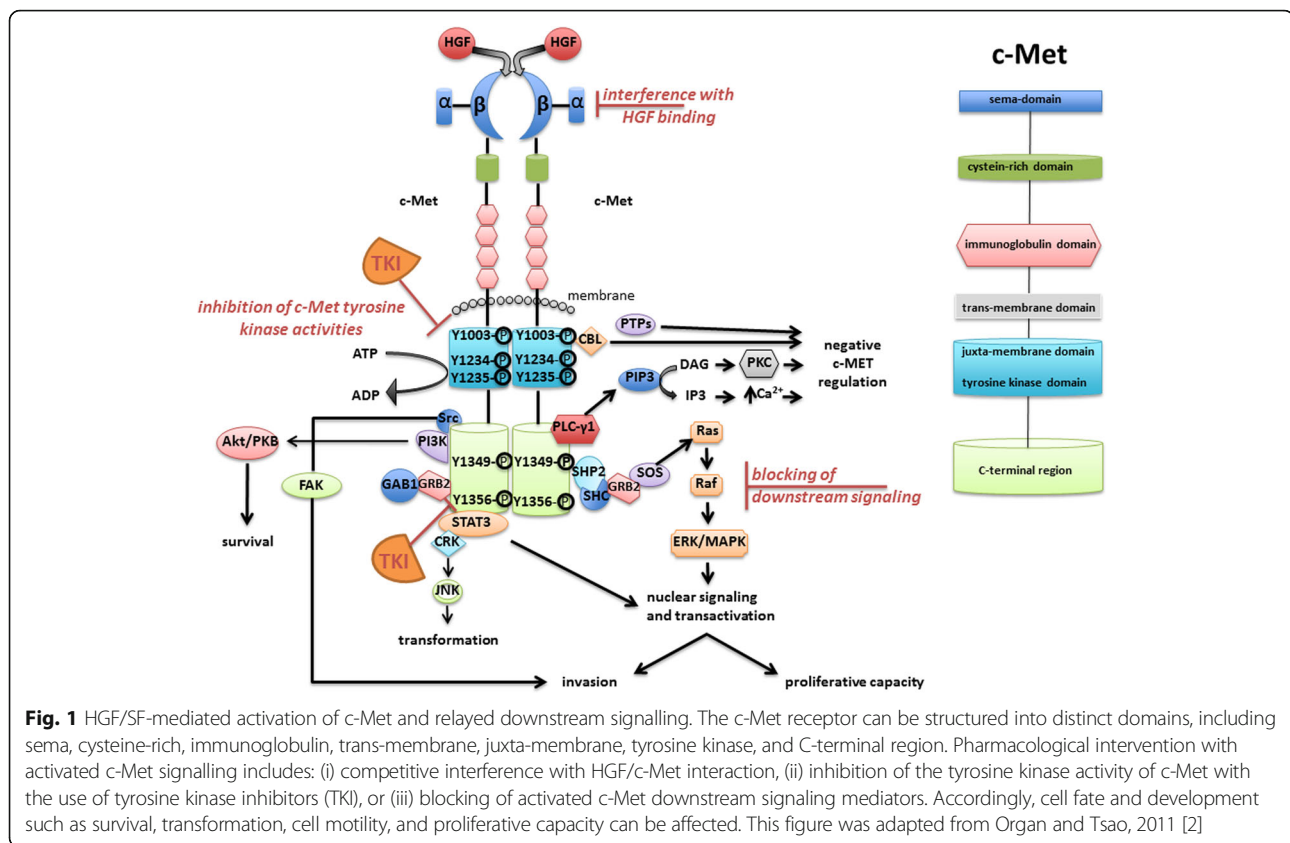 HGF
HGF
c-Met
α
β
β
α
interference with
HGF binding
sema-domain
cystein-rich domain
c-Met
c-Met
immunoglobulin domain
TKI
membrane
trans-membrane domain
inhibition of c-Met tyrosine
kinase activities
Y1003-P
Y1003-P
CBL
PTPs
negative
c-MET
regulation
juxta-membrane domain
tyrosine kinase domain
ATP
ADP
Y1234-P
Y1234-P
Y1235-P
Y1235-P
PIP3
DAG
PKC
IP3
Ca2+
Src
PLC-γ1
Akt/PKB
PI3K
Ras
C-terminal region
Y1349-P
Y1349-P
SHP2
SOS
FAK
GAB1
GRB2
SHC
GRB2
Raf
blocking of
downstream signaling
Y1356-P
Y1356-P
STAT3
survival
TKI
CRK
ERK/MAPK
JNK
nuclear signaling
and transactivation
transformation
invasion
proliferative capacity
Fig. 1 HGF/SF-mediated activation of c-Met and relayed downstream signalling. The c-Met receptor can be structured into distinct domains, including
sema, cysteine-rich, immunoglobulin, trans-membrane, juxta-membrane, tyrosine kinase, and C-terminal region. Pharmacological intervention with
activated c-Met signalling includes: (i) competitive interference with HGF/c-Met interaction, (ii) inhibition of the tyrosine kinase activity of c-Met with
the use of tyrosine kinase inhibitors (TKI), or (iii) blocking of activated c-Met downstream signaling mediators. Accordingly, cell fate and development
such as survival, transformation, cell motility, and proliferative capacity can be affected. This figure was adapted from Organ and Tsao, 2011 [2]